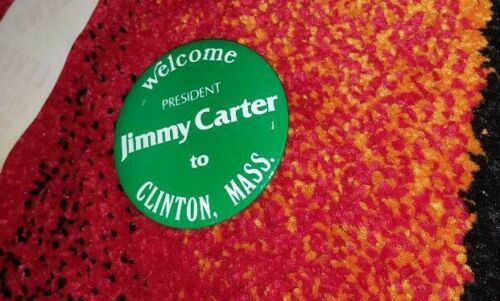 welcome
PRESIDENT
Jimmy Carter
to
CLINTON, MASS.